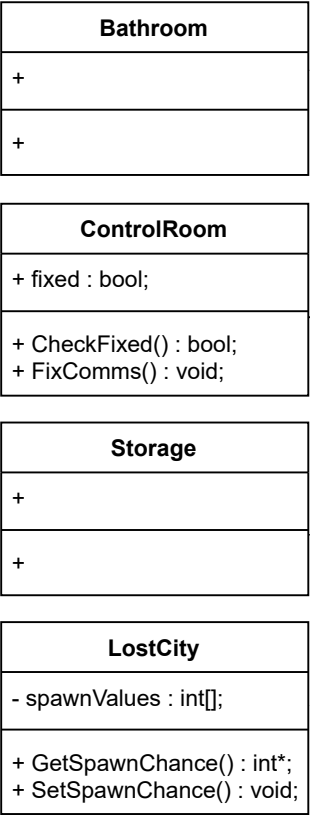 Bathroom
+
+
ControlRoom
+ fixed : bool;
+ CheckFixed() : bool;
+ FixComms() : void;
Storage
+
+
LostCity
- spawnValues : int[];
+ GetSpawnChance() : int*;
+ SetSpawnChance() : void;